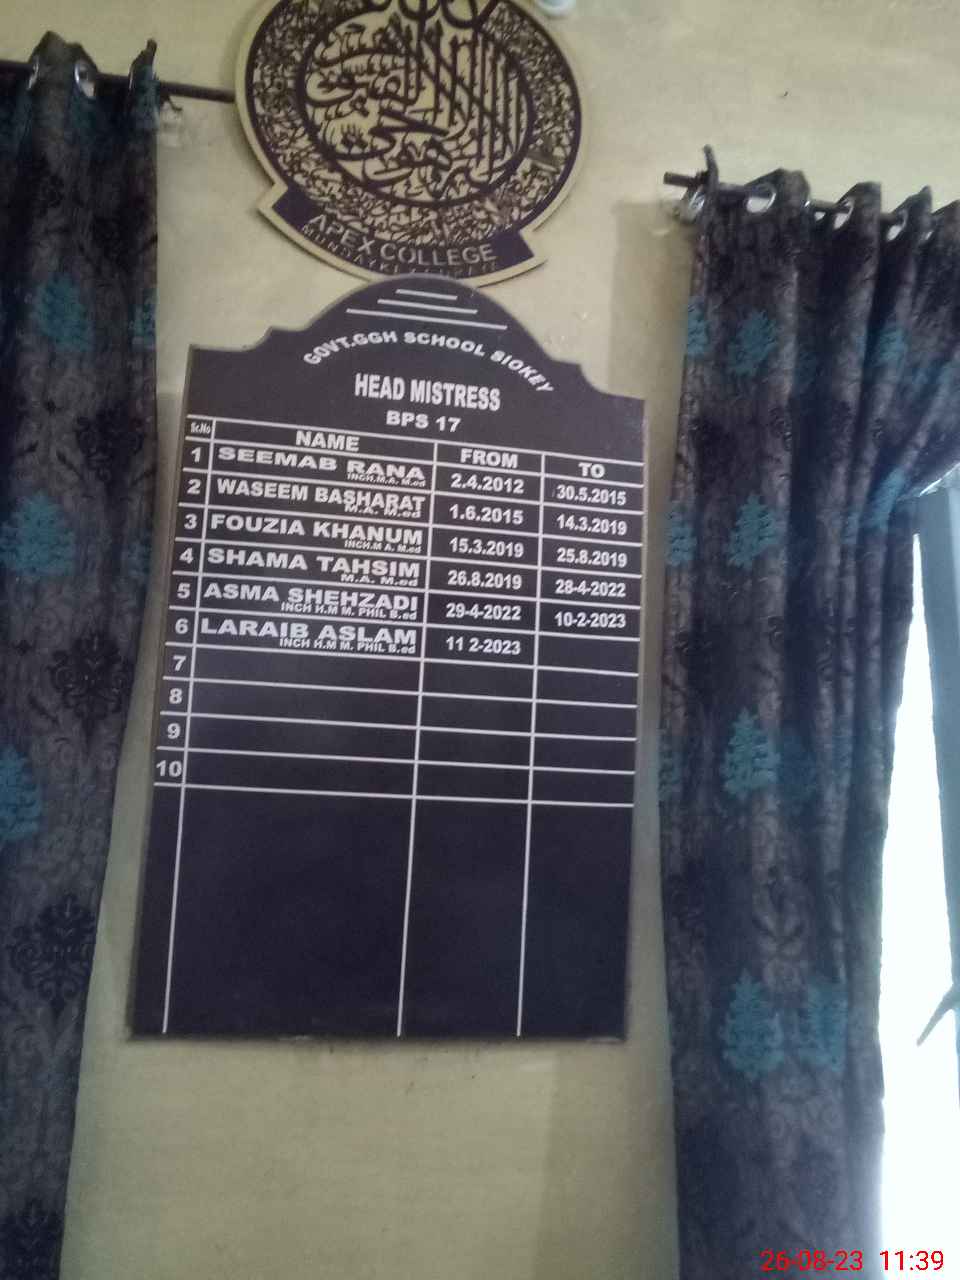 APEX COLLEGE
GOVT.GGH SCHOOL SIOKEY
HEAD MISTRESS
BPS 17
Sr.No NAME FROM TO
1 SEEMAB RANA 2.4.2012 30.5.2015
INCH.M.A. M.ed
2 WASEEM BASHARAT 1.6.2015 14.3.2019
M.A. M.ed
3 FOUZIA KHANUM 15.3.2019 25.8.2019
INCH.M A. M.ed
4 SHAMA TAHSIM 26.8.2019 28-4-2022
M.A. M.ed
5 ASMA SHEHZADI 29-4-2022 10-2-2023
INCH H.M M. PHIL B.ed
6 LARAIB ASLAM 11 2-2023
INCH H.M M. PHIL B.ed
7
8
9
10
26-08-23 11:39